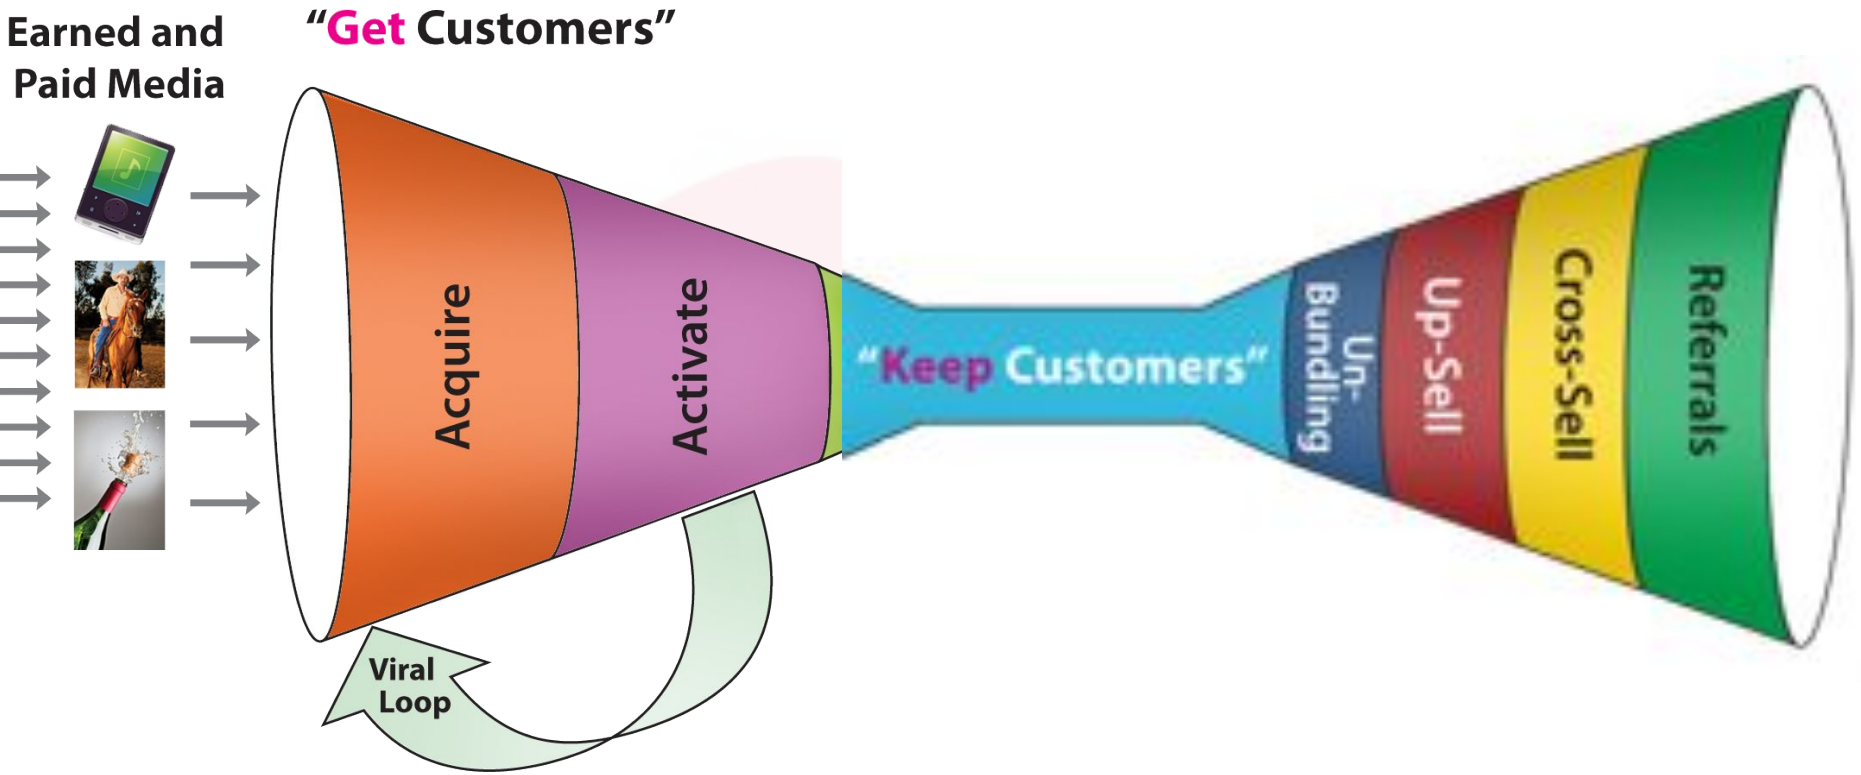 Earned and
Paid Media
“Get Customers”
Acquire
Activate
“Keep Customers”
Un-
Bundling
Up-Sell
Cross-Sell
Referrals
Viral
Loop